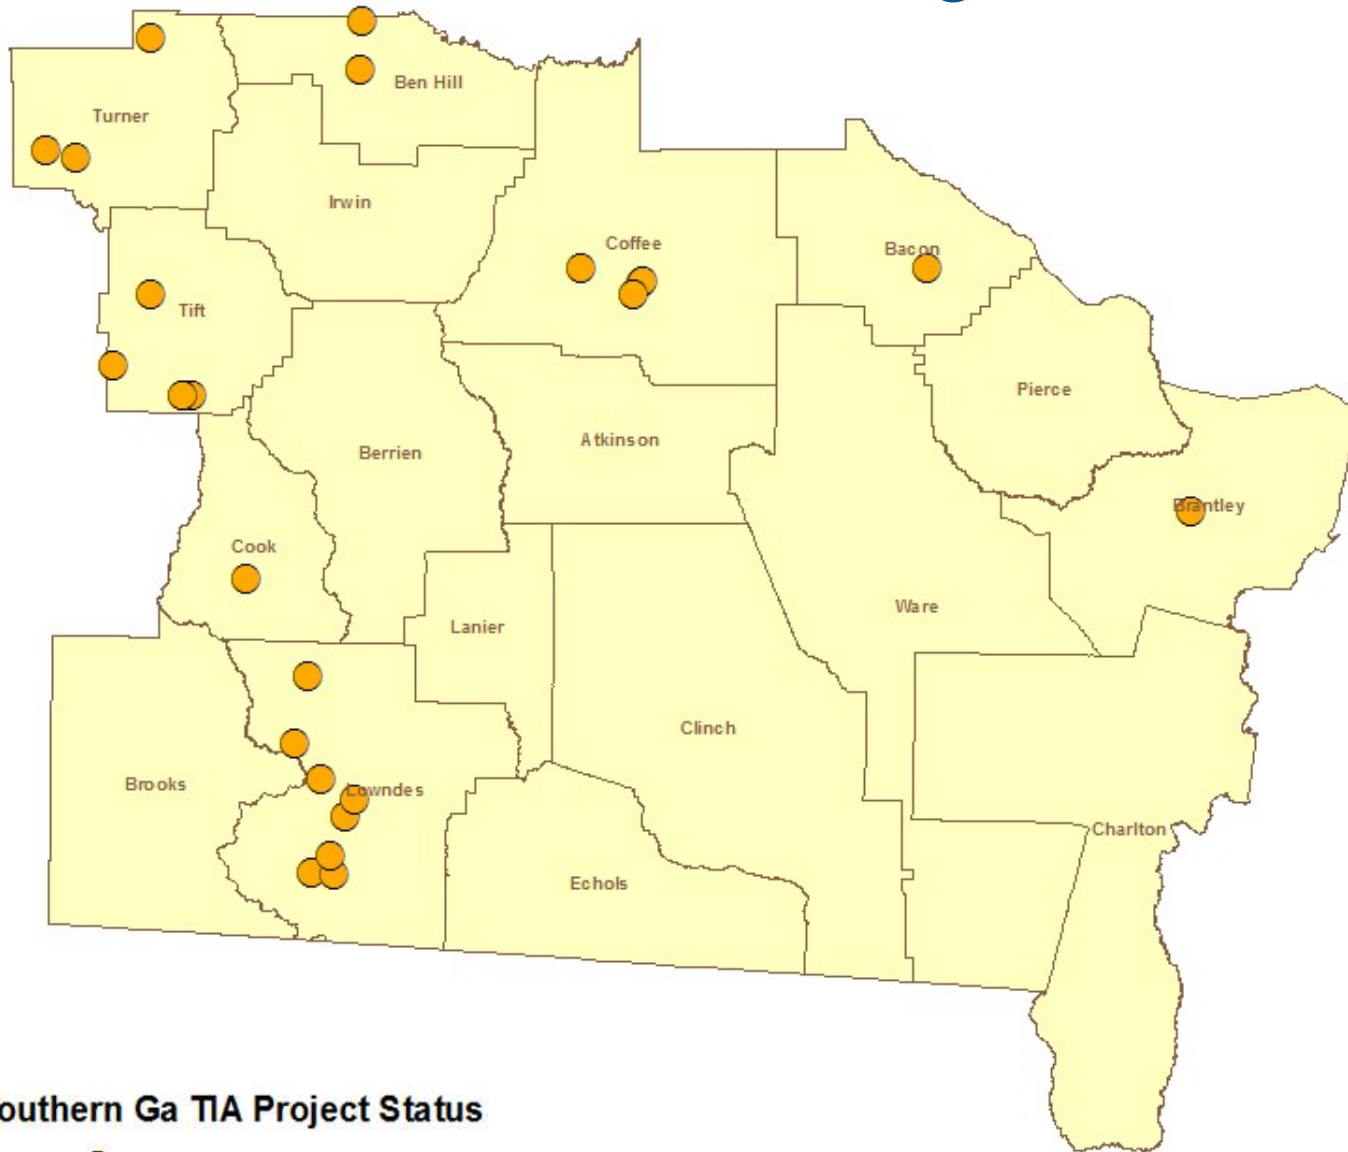 Ben Hill
Turner
Irwin
Coffee
Bacon
Tift
Pierce
Atkinson
Berrien
Brantley
Cook
Ware
Lanier
Clinch
Brooks
Lowndes
Charlton
Echols
outhern Ga TIA Project Status